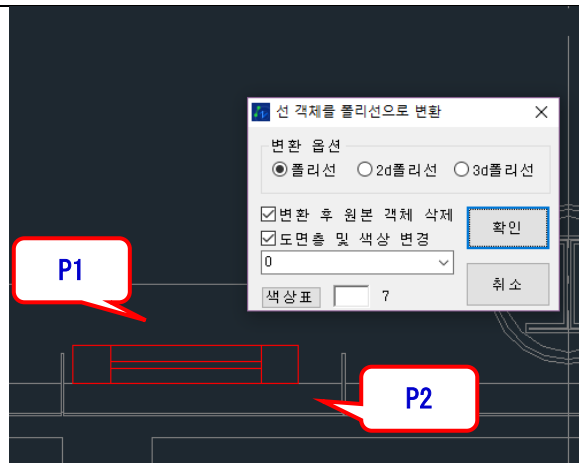 선 객체를 폴리선으로 변환
변환 옵션
폴리선 2d폴리선 3d폴리선
변환 후 원본 객체 삭제
도면층 및 색상 변경
확인
0
색상표 7
취소
P1
P2